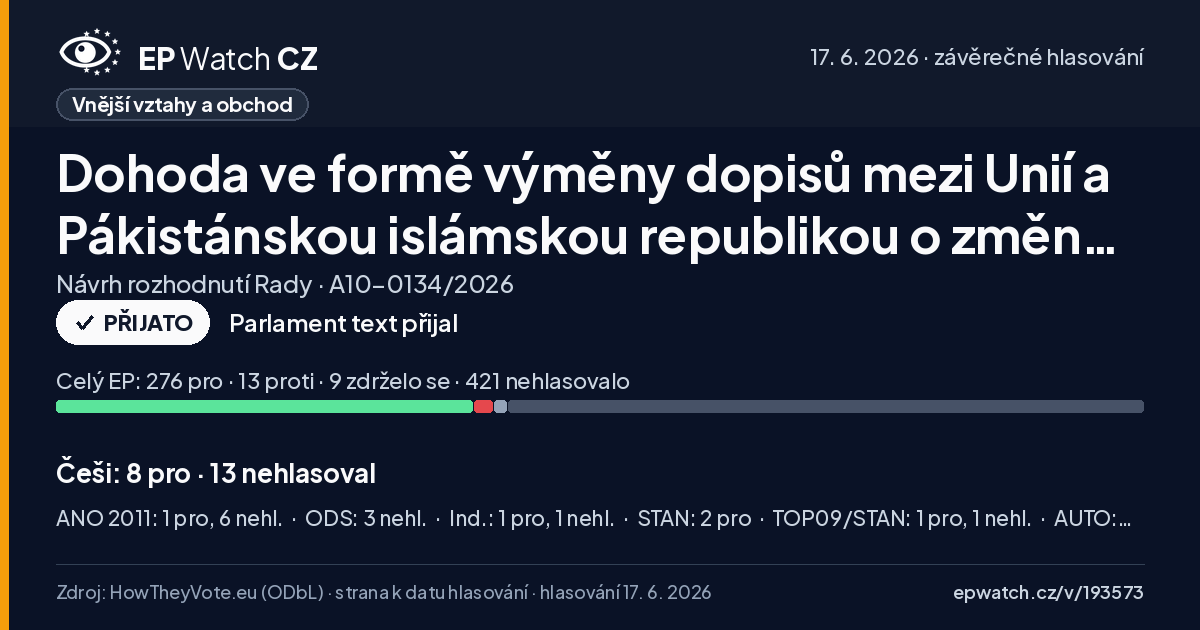 EP Watch CZ
17. 6. 2026 · závěrečné hlasování
Vnější vztahy a obchod
Dohoda ve formě výměny dopisů mezi Unií a
Pákistánskou islámskou republikou o změn…
Návrh rozhodnutí Rady · A10-0134/2026
✓ PŘIJATO Parlament text přijal
Celý EP: 276 pro · 13 proti · 9 zdrželo se · 421 nehlasovalo
Češi: 8 pro · 13 nehlasoval
ANO 2011: 1 pro, 6 nehl. · ODS: 3 nehl. · Ind.: 1 pro, 1 nehl. · STAN: 2 pro · TOP09/STAN: 1 pro, 1 nehl. · AUTO:…
Zdroj: HowTheyVote.eu (ODbL) · strana k datu hlasování · hlasování 17. 6. 2026
epwatch.cz/v/193573